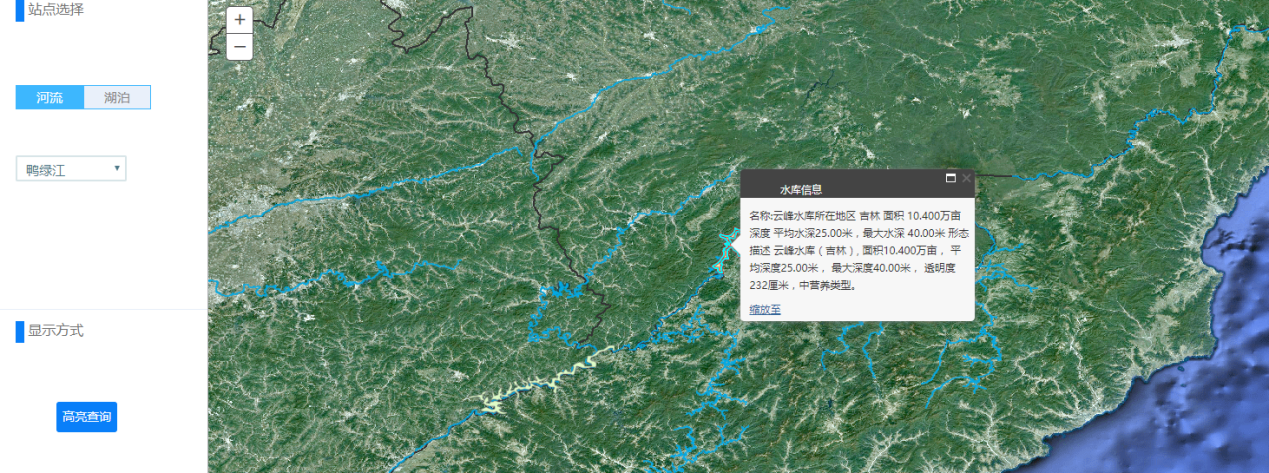 站点选择
+
−
河流
湖泊
鸭绿江
水库信息
名称:云峰水库所在地区 吉林 面积 10.400万亩
深度 平均水深25.00米，最大水深 40.00米 形态
描述 云峰水库（吉林）, 面积10.400万亩， 平
均深度25.00米， 最大深度40.00米， 透明度
232厘米，中营养类型。
缩放至
显示方式
高亮查询